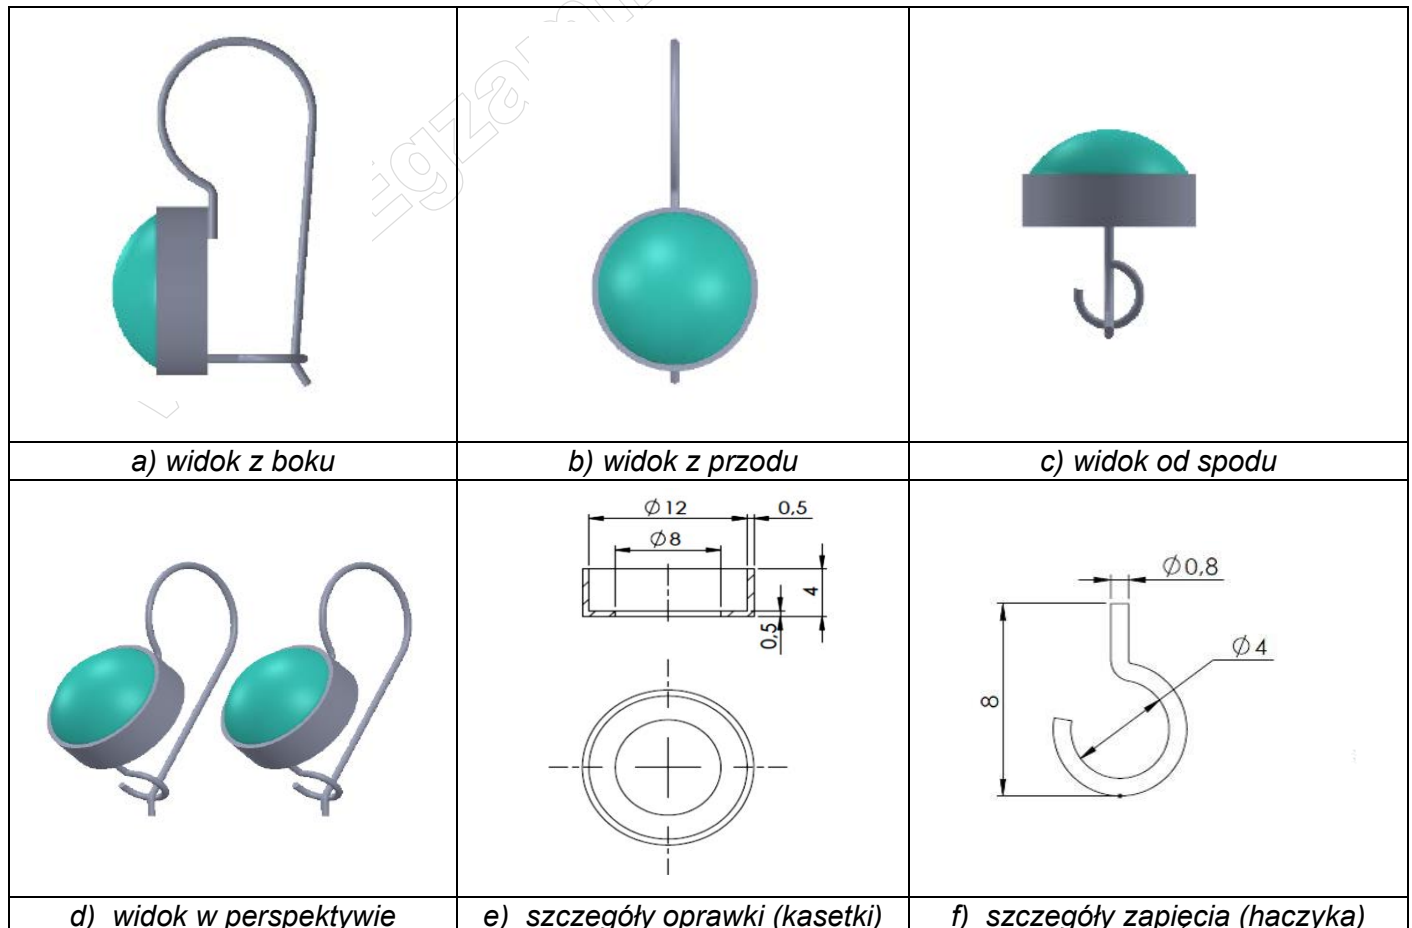 Egzam
a) widok z boku
b) widok z przodu
c) widok od spodu
Ø12
0,5
Ø8
4
0,5
Ø0,8
Ø4
8
d) widok w perspektywie
e) szczegóły oprawki (kasetki)
f) szczegóły zapięcia (haczyka)